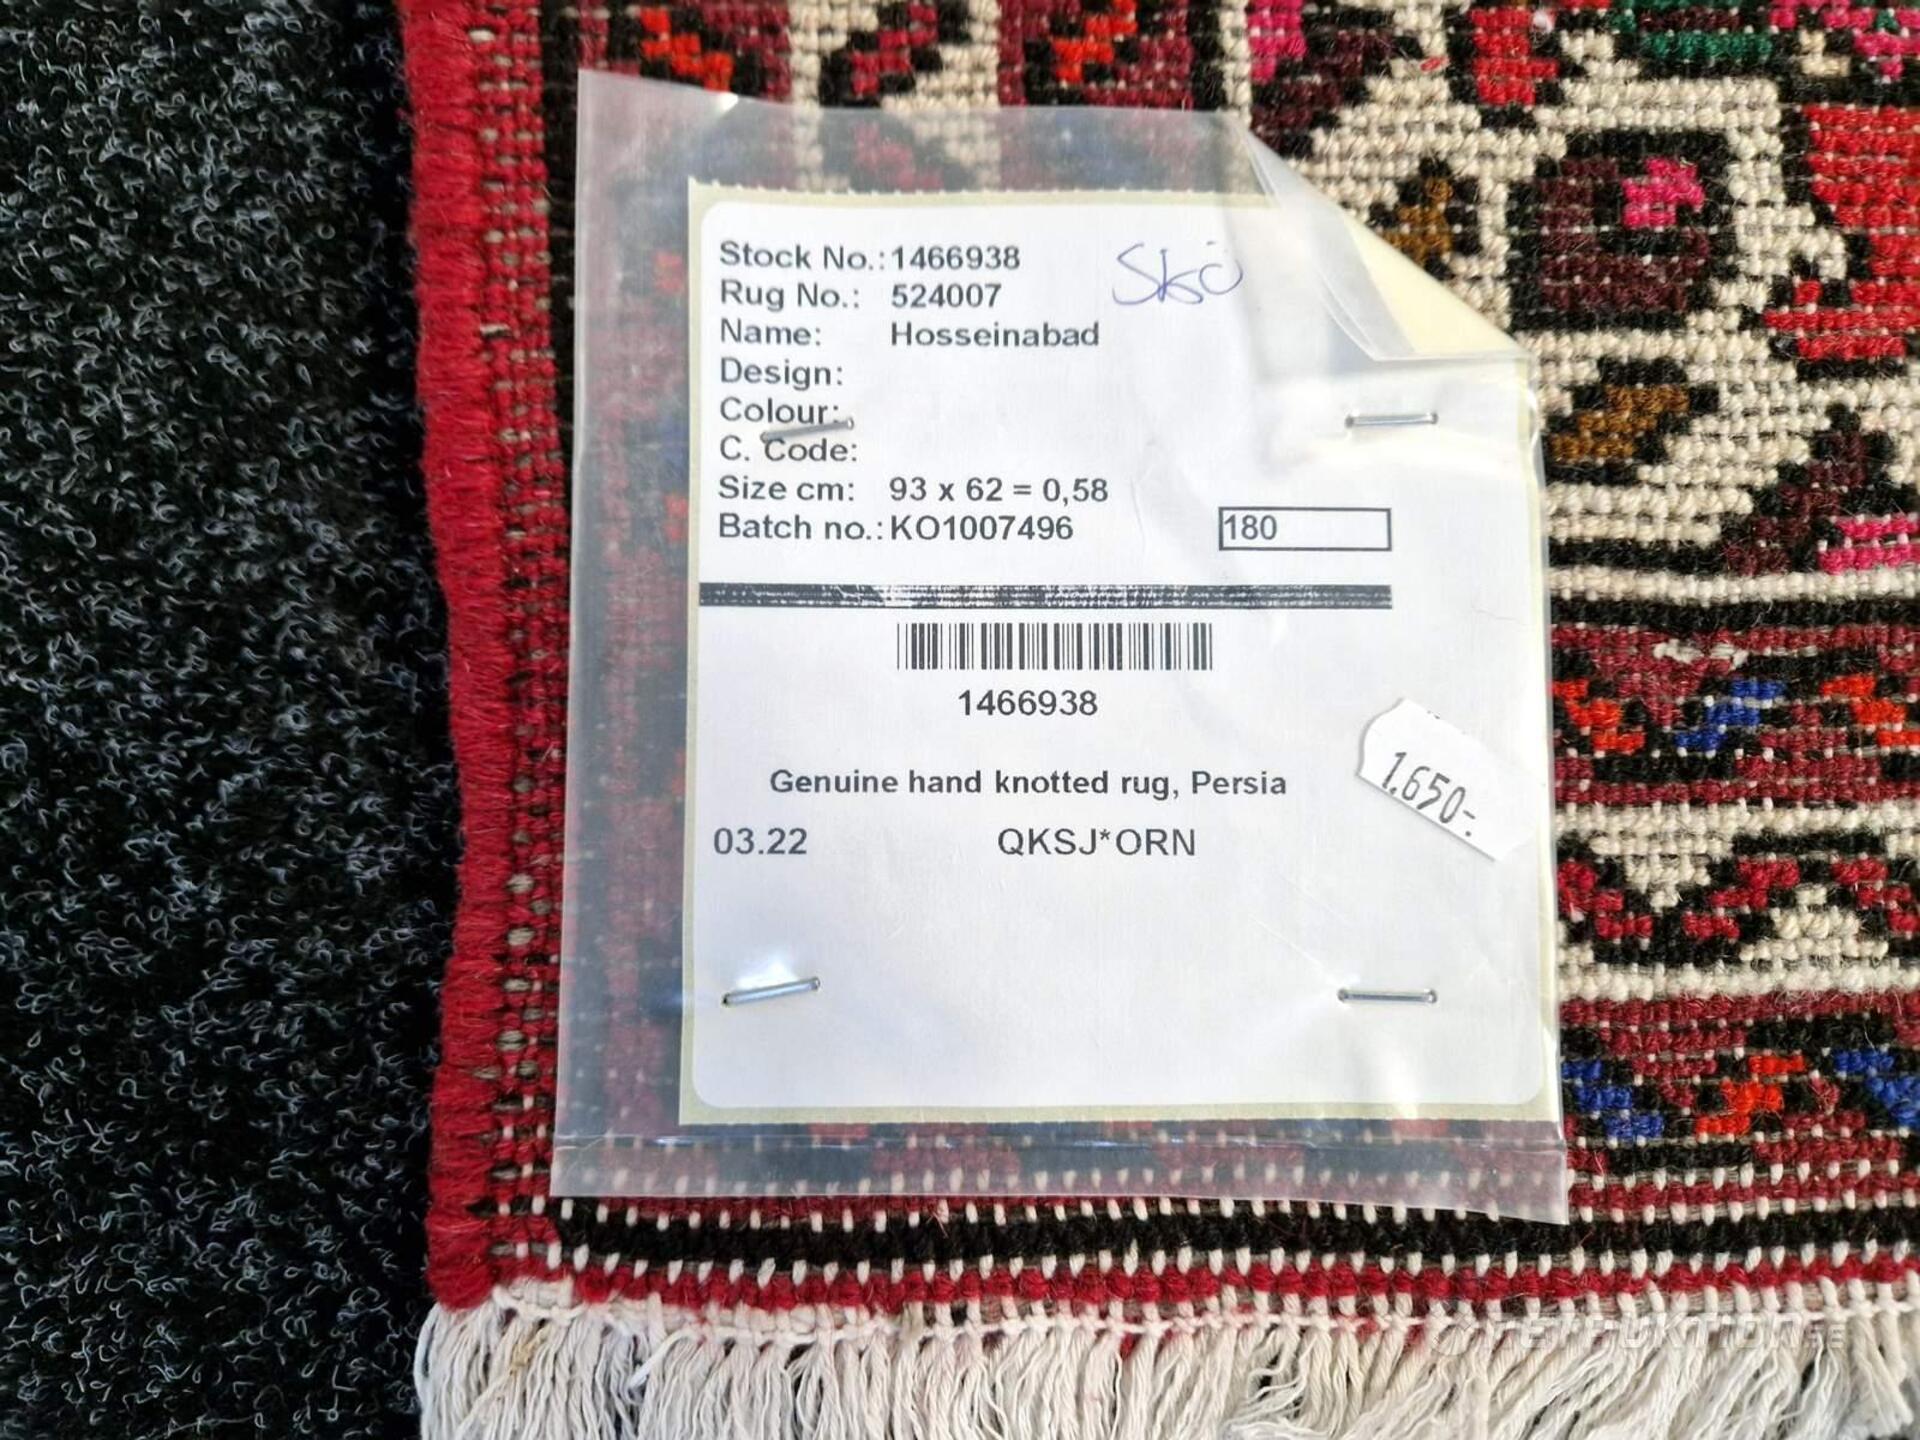 Stock No.: 1466938
Skö
Rug No.: 524007
Name: Hosseinabad
Design:
Colour:
C. Code:
Size cm: 93 x 62 = 0,58
Batch no.: KO1007496
180
1466938
1.650:-
Genuine hand knotted rug, Persia
03.22 QKSJ*ORN